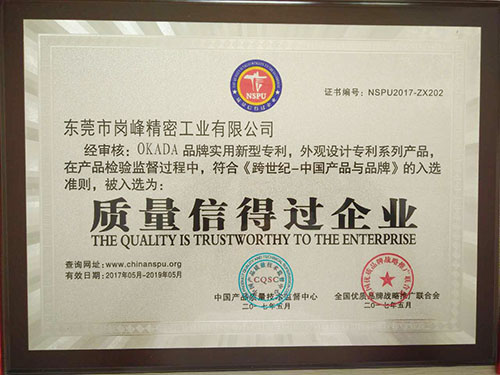 NSPU
证书编号：NSPU2017-ZX202
东莞市岗峰精密工业有限公司
经审核：OKADA 品牌实用新型专利，外观设计专利系列产品，
在产品检验监督过程中，符合《跨世纪-中国产品与品牌》的入选
准则，被入选为：
质量信得过企业
THE QUALITY IS TRUSTWORTHY TO THE ENTERPRISE
查询网址：www.chinanspu.org
有效日期：2017年05月-2019年05月
CQSC
中国产品质量技术监督中心
二〇一七年五月
全国优质品牌战略推广联合会
二〇一七年五月